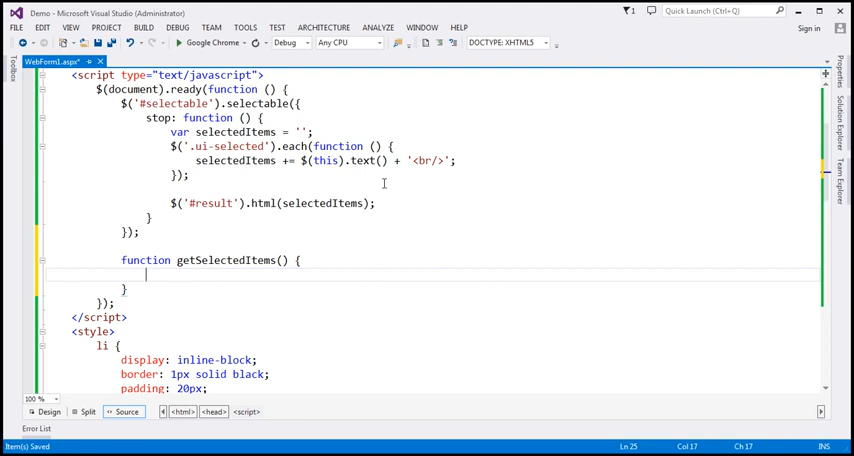 Demo - Microsoft Visual Studio (Administrator)
1
Quick Launch (Ctrl+Q)
FILE EDIT VIEW PROJECT BUILD DEBUG TEAM TOOLS TEST ARCHITECTURE ANALYZE WINDOW HELP
Sign in
Google Chrome Debug Any CPU DOCTYPE: XHTML5
Toolbox
WebForm1.aspx*
Properties
Solution Explorer
Team Explorer
<script type="text/javascript">
$(document).ready(function () {
$('#selectable').selectable({
stop: function () {
var selectedItems = '';
$('.ui-selected').each(function () {
selectedItems += $(this).text() + '<br/>';
});
$('#result').html(selectedItems);
}
});
function getSelectedItems() {
}
});
</script>
<style>
li {
display: inline-block;
border: 1px solid black;
padding: 20px;
100 %
Design Split Source <html> <head> <script>
Error List
Item(s) Saved Ln 25 Col 17 Ch 17 INS